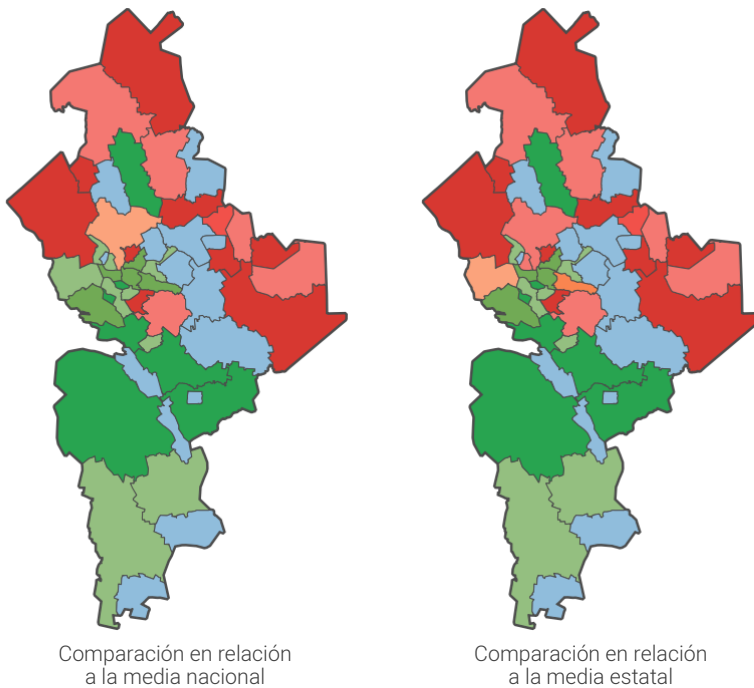 Comparación en relación
a la media nacional
Comparación en relación
a la media estatal